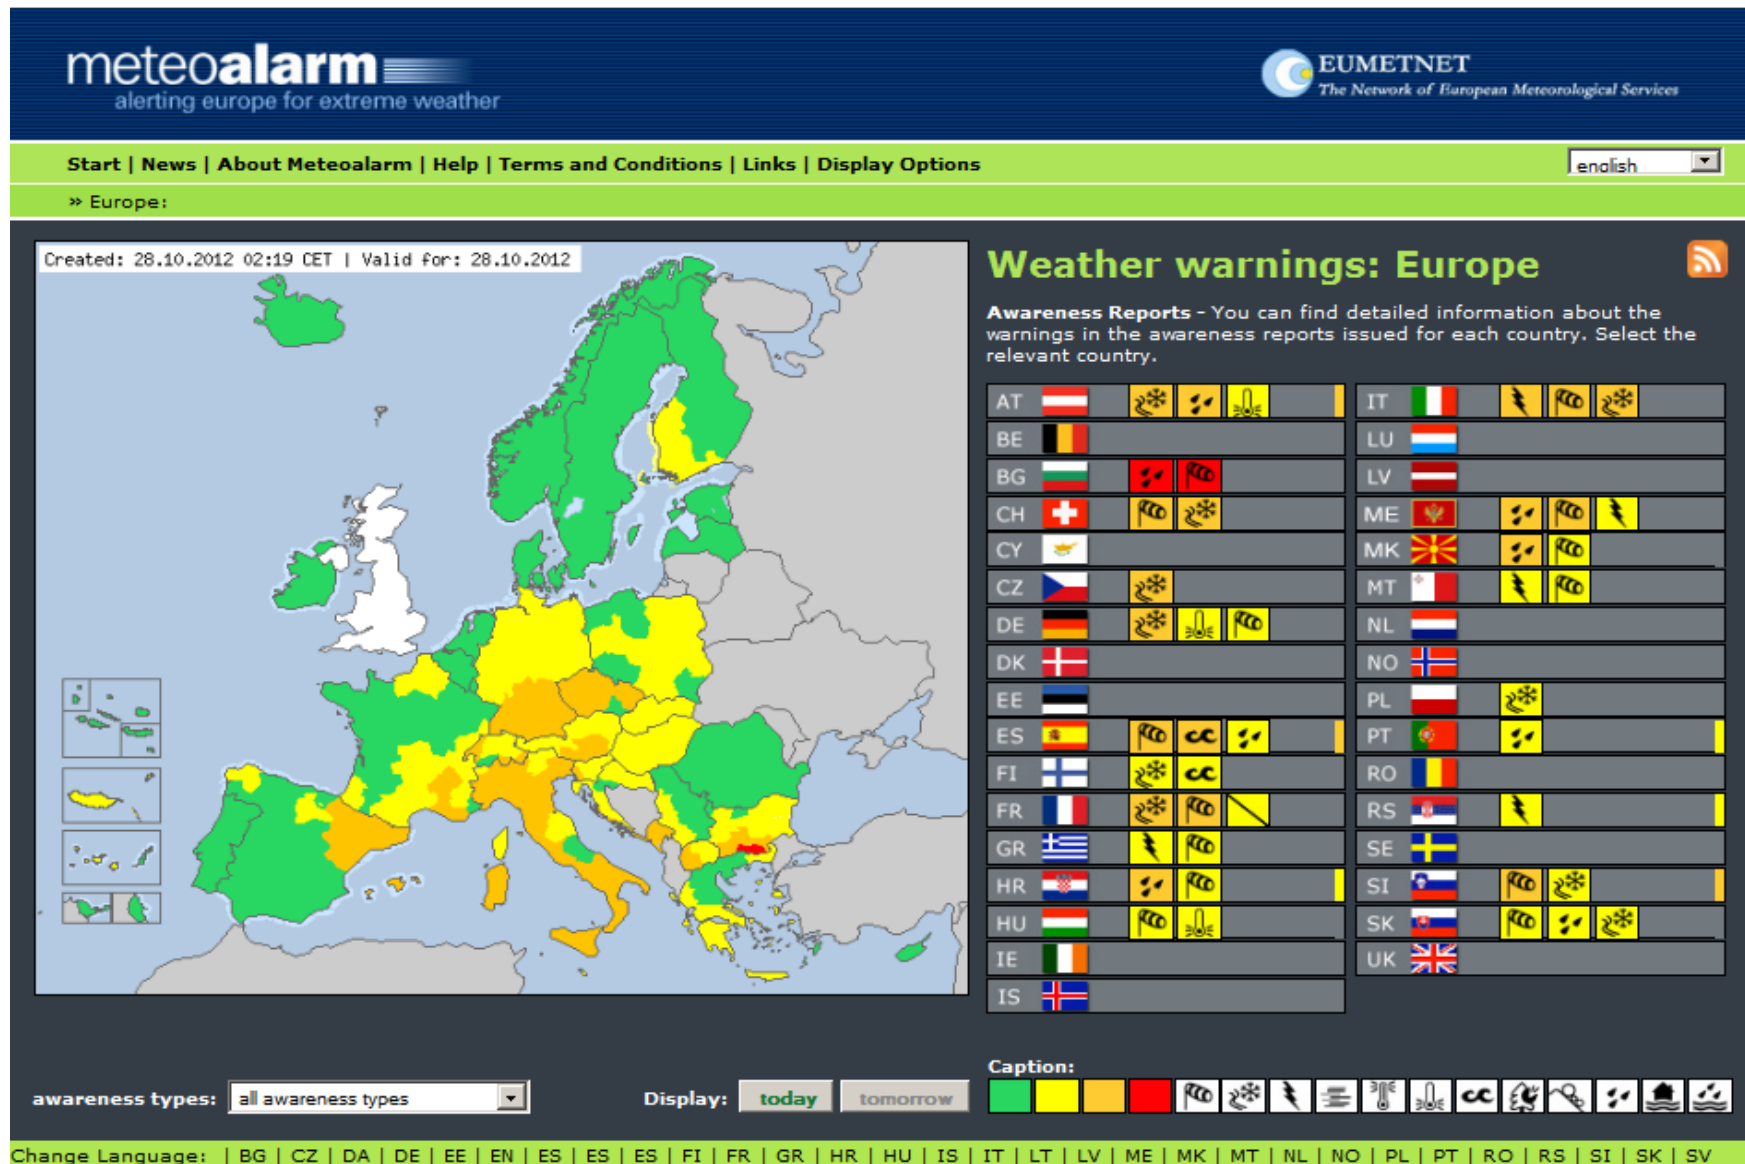 meteoalarm
alerting europe for extreme weather
EUMETNET
The Network of European Meteorological Services
Start | News | About Meteoalarm | Help | Terms and Conditions | Links | Display Options
english
» Europe:
Created: 28.10.2012 02:19 CET | Valid for: 28.10.2012
Weather warnings: Europe
Awareness Reports - You can find detailed information about the
warnings in the awareness reports issued for each country. Select the
relevant country.
AT
BE
BG
CH
CY
CZ
DE
DK
EE
ES
FI
FR
GR
HR
HU
IE
IS
IT
LU
LV
ME
MK
MT
NL
NO
PL
PT
RO
RS
SE
SI
SK
UK
Caption:
awareness types: all awareness types
Display: today tomorrow
Change Language: | BG | CZ | DA | DE | EE | EN | ES | ES | ES | FI | FR | GR | HR | HU | IS | IT | LT | LV | ME | MK | MT | NL | NO | PL | PT | RO | RS | SI | SK | SV